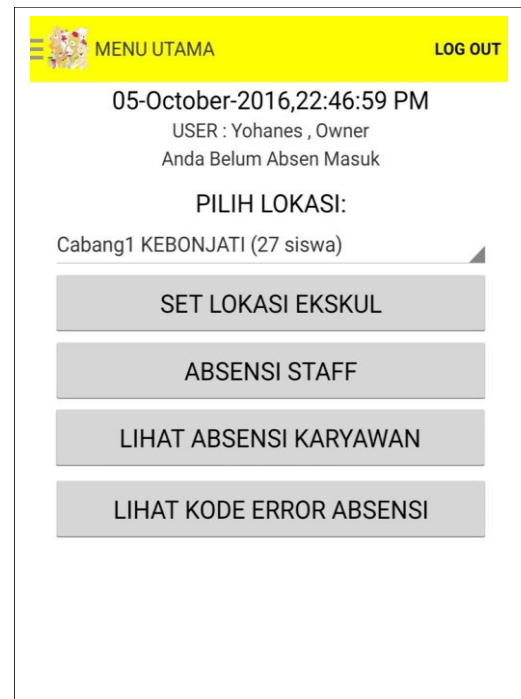 MENU UTAMA LOG OUT
05-October-2016,22:46:59 PM
USER : Yohanes , Owner
Anda Belum Absen Masuk
PILIH LOKASI:
Cabang1 KEBONJATI (27 siswa)
SET LOKASI EKSKUL
ABSENSI STAFF
LIHAT ABSENSI KARYAWAN
LIHAT KODE ERROR ABSENSI